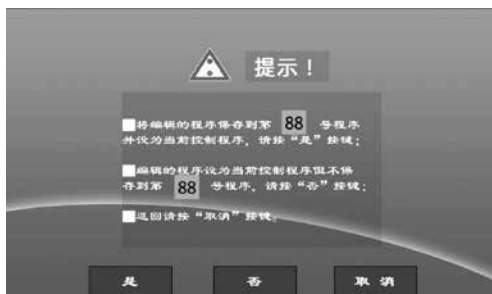 提示！
将编辑的程序保存到第 88 号程序
并设为当前控制程序，请按“是”按键；
编辑的程序设为当前控制程序但不保
存到第 88 号程序，请按“否”按键；
返回请按“取消”按键。
是 否 取消